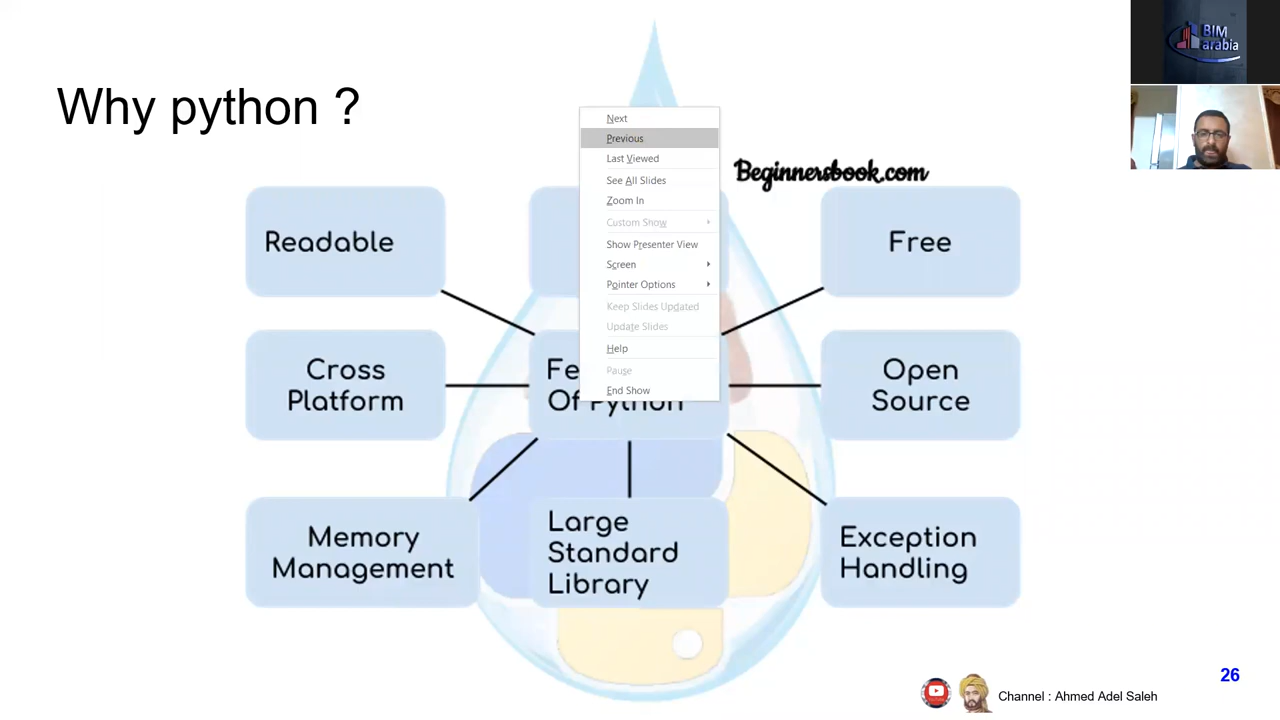 BIM
arabia
Why python ?
Next
Previous
Last Viewed
See All Slides
Zoom In
Custom Show
Show Presenter View
Screen
Pointer Options
Keep Slides Updated
Update Slides
Help
Pause
End Show
Beginnersbook.com
Readable
Free
Cross
Platform
Of Python
Open
Source
Memory
Management
Large
Standard
Library
Exception
Handling
26
Channel : Ahmed Adel Saleh